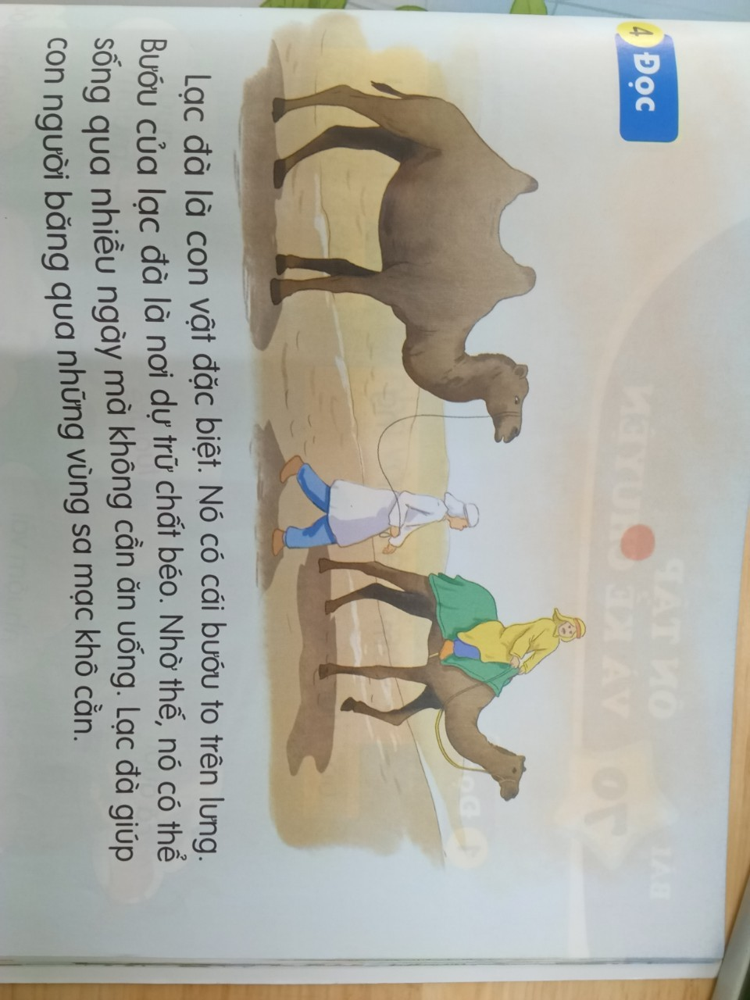 4 Đọc
Lạc đà là con vật đặc biệt. Nó có cái bướu to trên lưng.
Bướu của lạc đà là nơi dự trữ chất béo. Nhờ thế, nó có thể
sống qua nhiều ngày mà không cần ăn uống. Lạc đà giúp
con người băng qua những vùng sa mạc khô cằn.